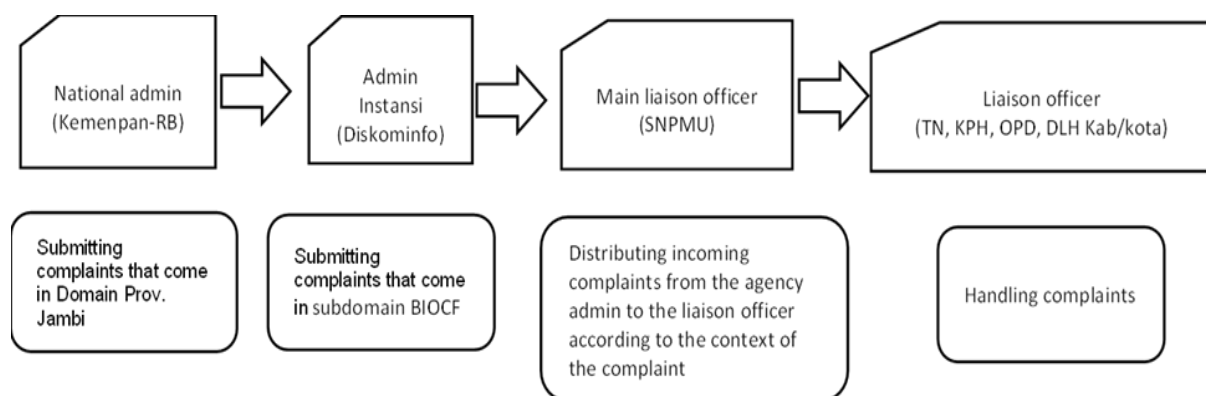 National admin
(Kemenpan-RB)
Admin
Instansi
(Diskominfo)
Main liaison officer
(SNPMU)
Liaison officer
(TN, KPH, OPD, DLH Kab/kota)
Submitting
complaints that come
in Domain Prov.
Jambi
Submitting
complaints that come
in subdomain BIOCF
Distributing incoming
complaints from the agency
admin to the liaison officer
according to the context of
the complaint
Handling complaints